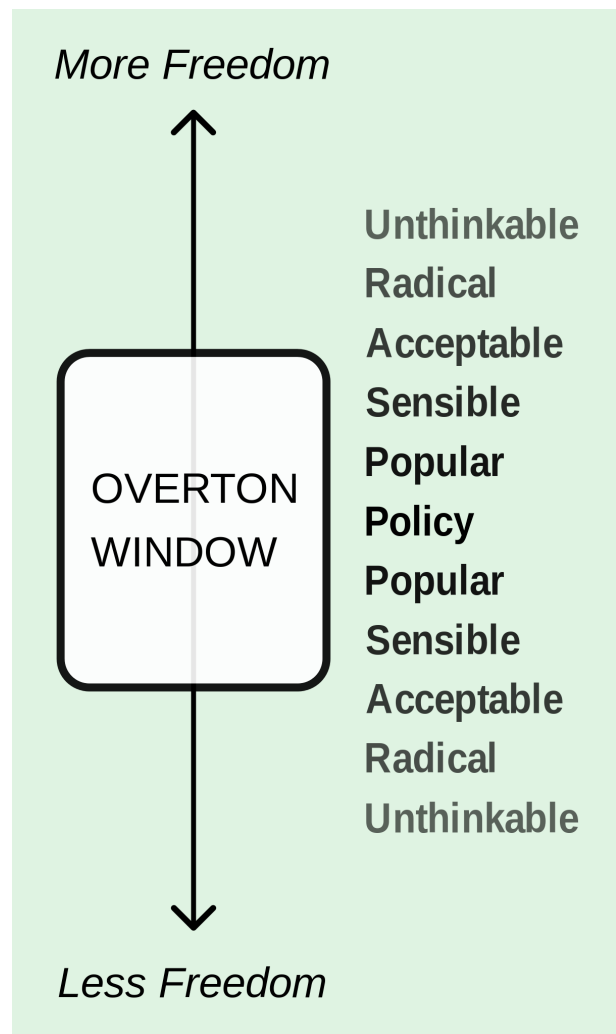 More Freedom
Unthinkable
Radical
Acceptable
Sensible
Popular
Policy
Popular
Sensible
Acceptable
Radical
Unthinkable
OVERTON
WINDOW
Less Freedom